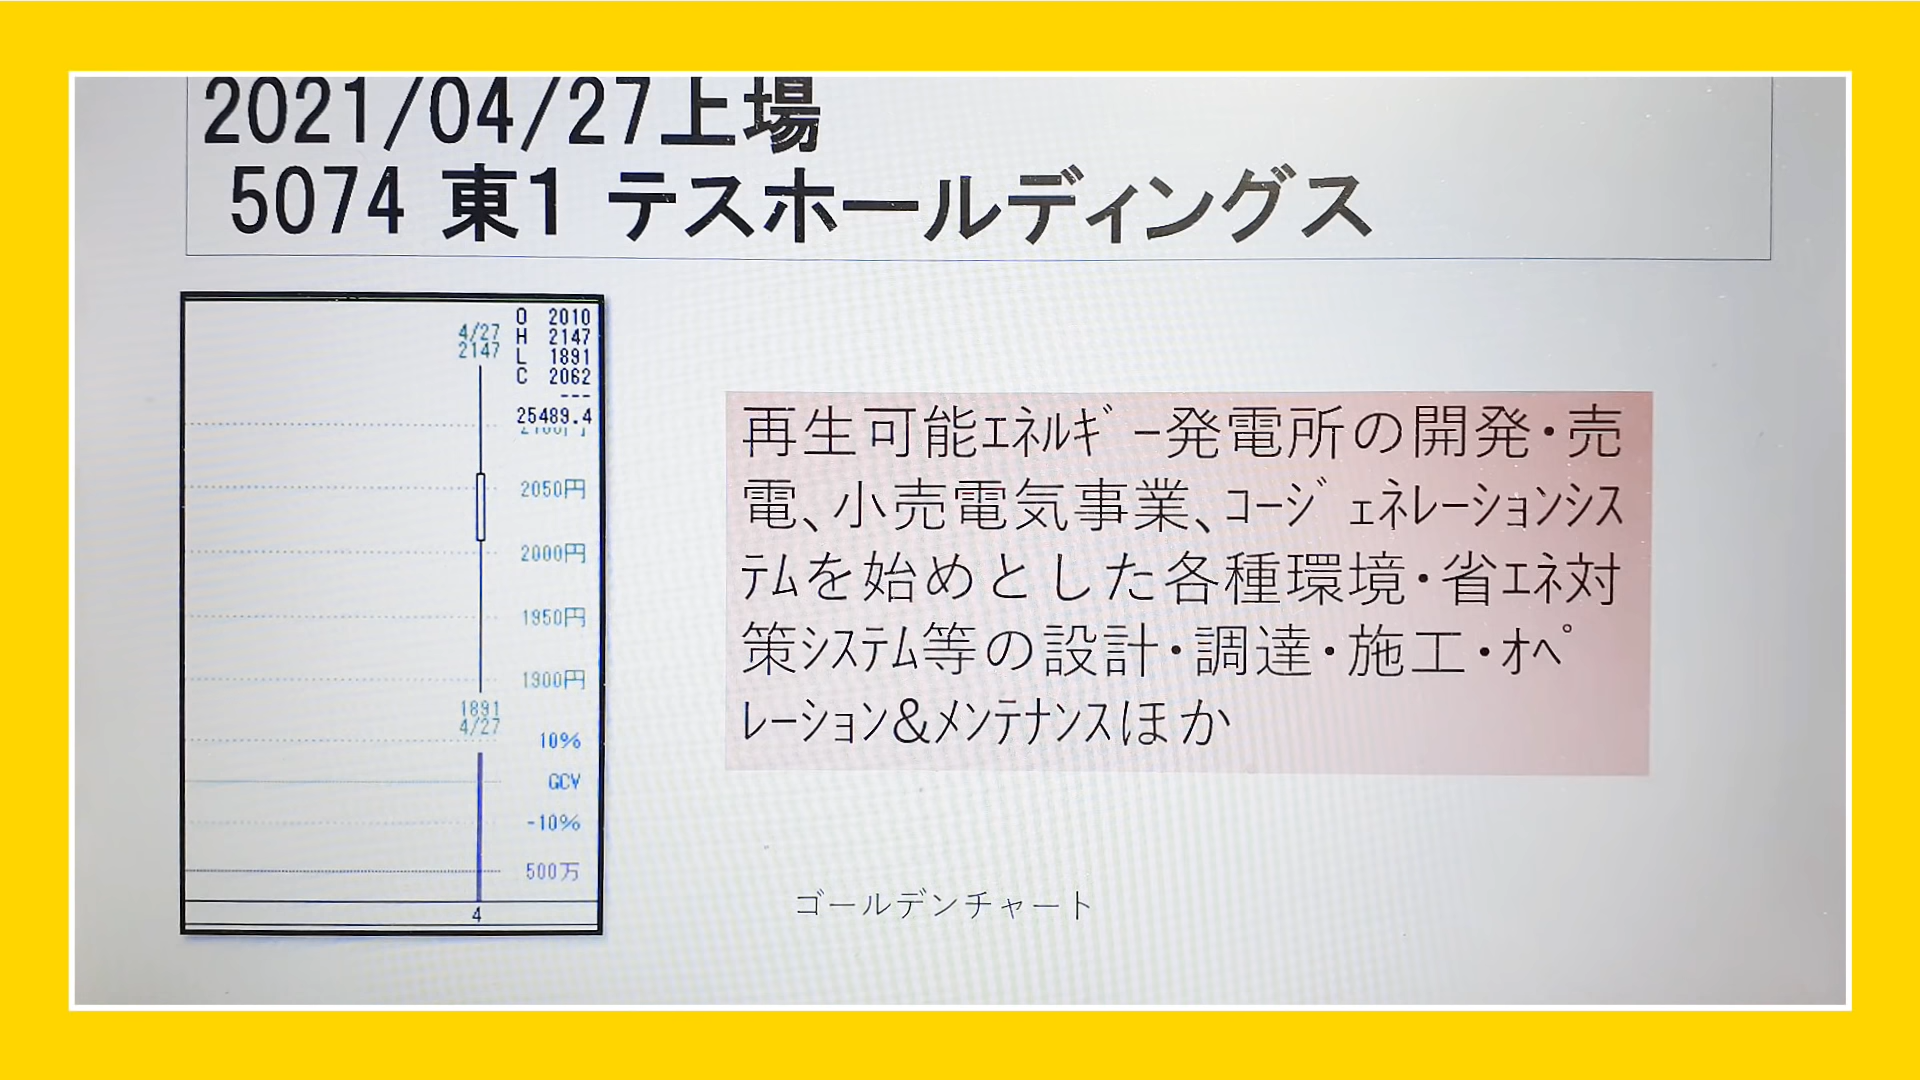 2021/04/27上場
5074 東1 テスホールディングス
4/27
2147
O 2010
H 2147
L 1891
C 2062
---
25489.4
2050円
2000円
1950円
1900円
1891
4/27
10%
GCV
-10%
500万
4
再生可能ｴﾈﾙｷﾞｰ発電所の開発・売
電、小売電気事業、ｺｰｼﾞｪﾈﾚｰｼｮﾝｼｽ
ﾃﾑを始めとした各種環境・省ｴﾈ対
策ｼｽﾃﾑ等の設計・調達・施工・ｵﾍﾟ
ﾚｰｼｮﾝ&ﾒﾝﾃﾅﾝｽほか
ゴールデンチャート